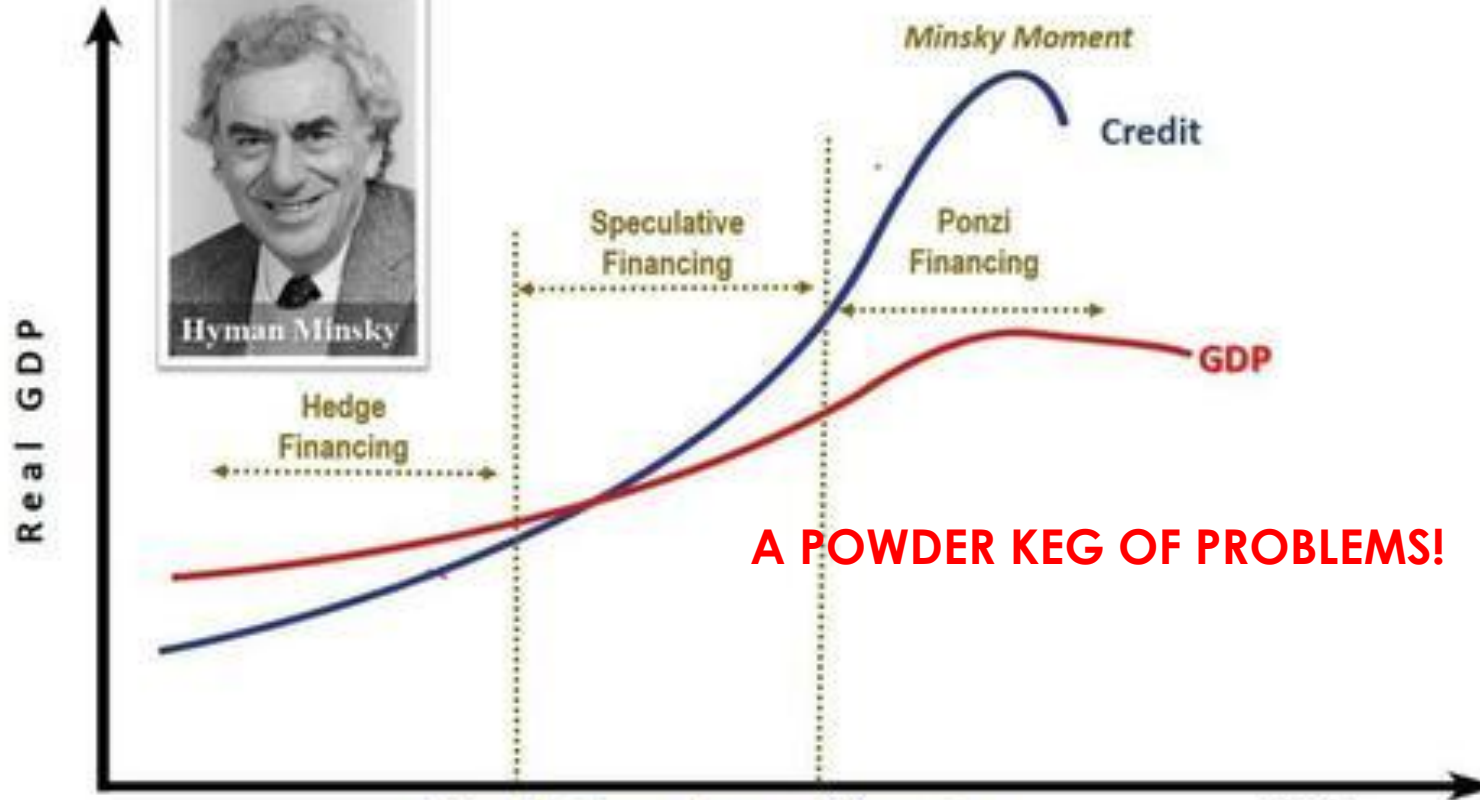 Minsky Moment
Credit
Speculative
Financing
Ponzi
Financing
Hyman Minsky
GDP
Hedge
Financing
Real GDP
A POWDER KEG OF PROBLEMS!